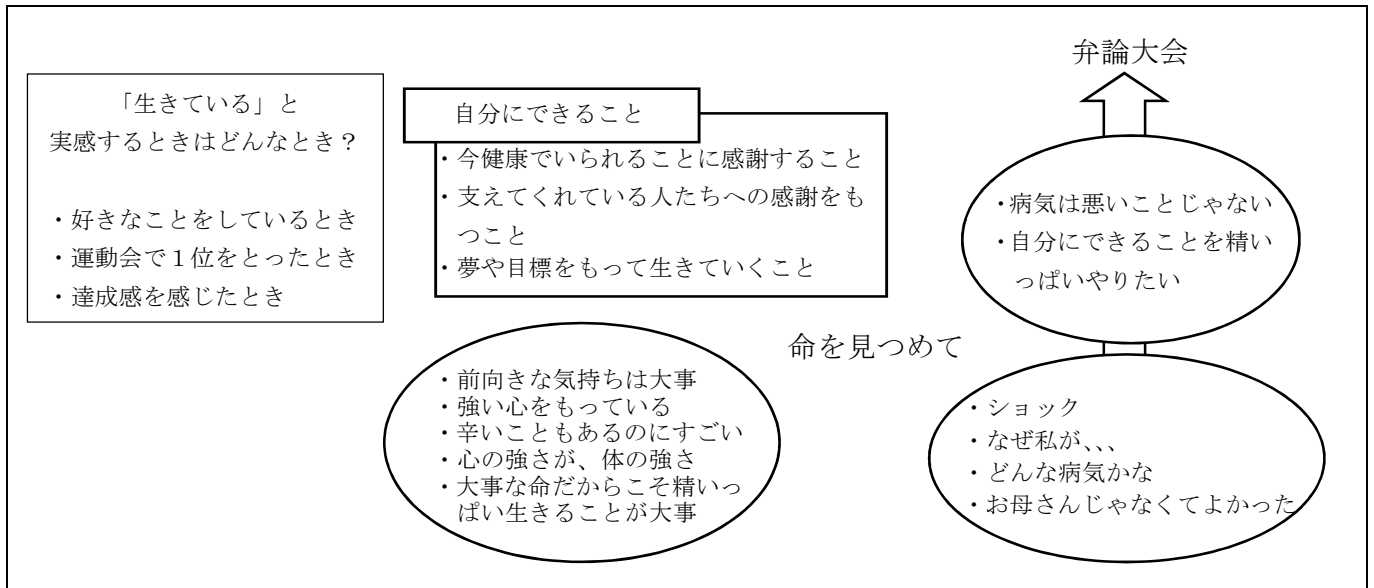 「生きている」と
実感するときはどんなとき？
・好きなことをしているとき
・運動会で１位をとったとき
・達成感を感じたとき
自分にできること
・今健康でいられることに感謝すること
・支えてくれている人たちへの感謝をも
つこと
・夢や目標をもって生きていくこと
・前向きな気持ちは大事
・強い心をもっている
・辛いこともあるのにすごい
・心の強さが、体の強さ
・大事な命だからこそ精いっ
ぱい生きることが大事
命を見つめて
弁論大会
・病気は悪いことじゃない
・自分にできることを精い
っぱいやりたい
・ショック
・なぜ私が、、、
・どんな病気かな
・お母さんじゃなくてよかった